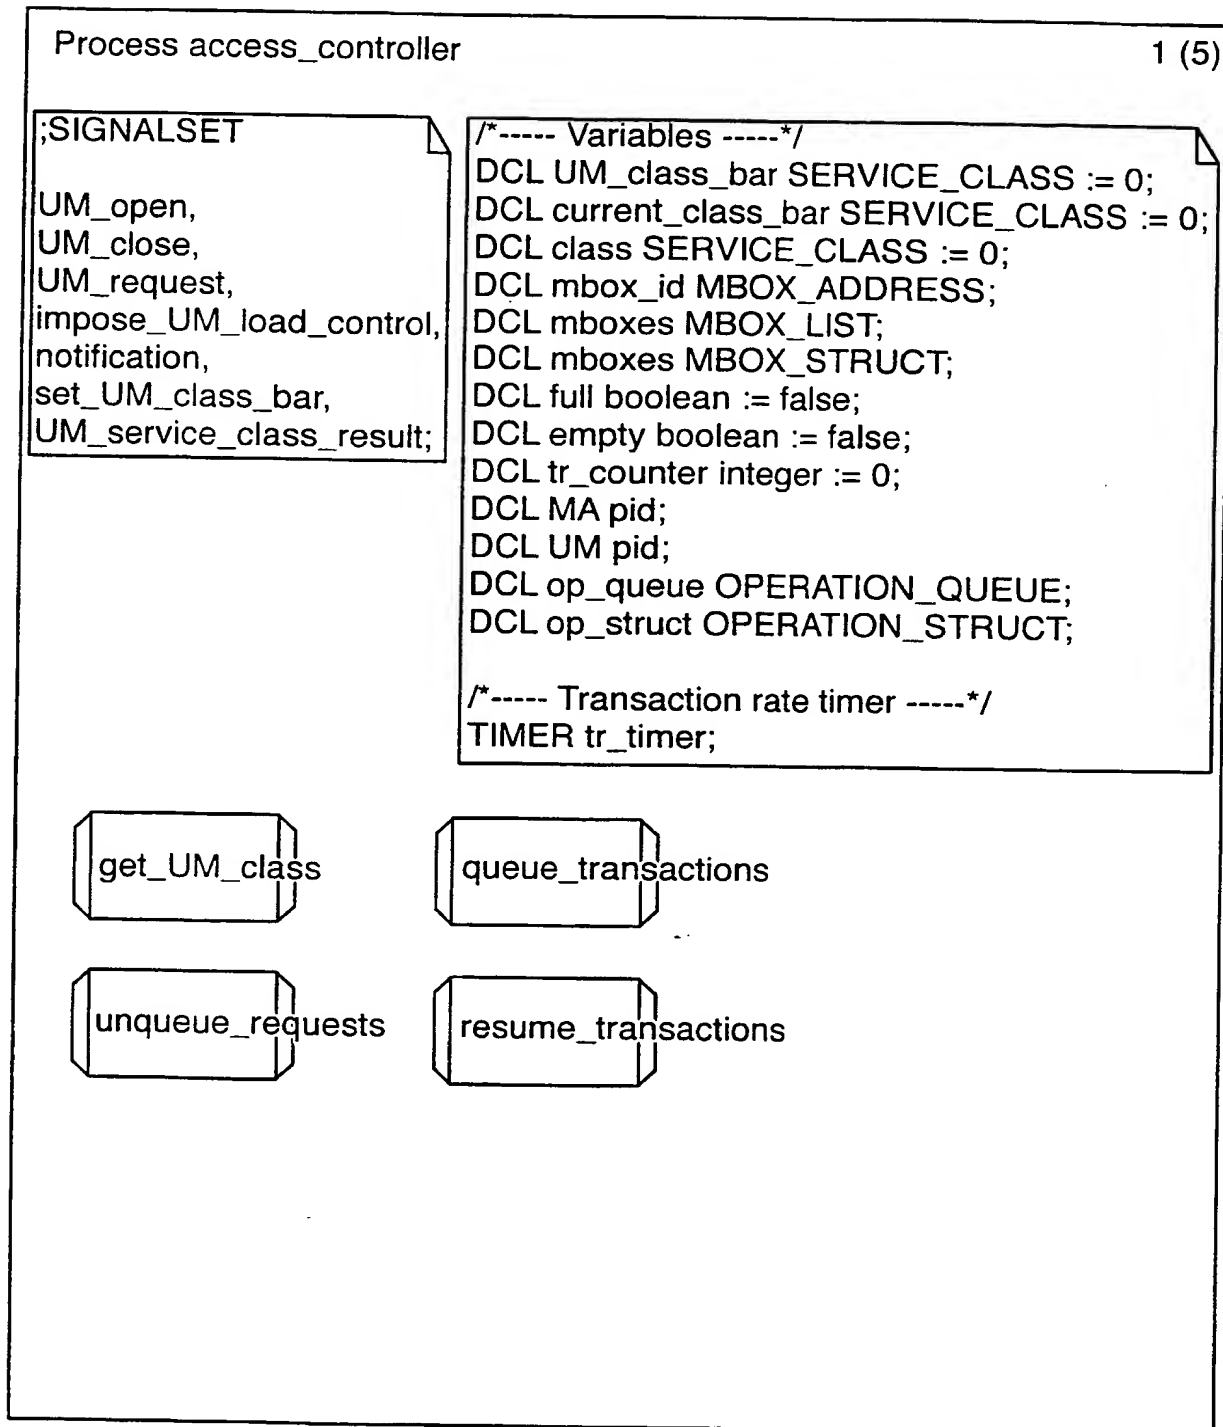 Process access_controller
1 (5)
;SIGNALSET
UM_open,
UM_close,
UM_request,
impose_UM_load_control,
notification,
set_UM_class_bar,
UM_service_class_result;
/*----- Variables -----*/
DCL UM_class_bar SERVICE_CLASS := 0;
DCL current_class_bar SERVICE_CLASS := 0;
DCL class SERVICE_CLASS := 0;
DCL mbox_id MBOX_ADDRESS;
DCL mboxes MBOX_LIST;
DCL mboxes MBOX_STRUCT;
DCL full boolean := false;
DCL empty boolean := false;
DCL tr_counter integer := 0;
DCL MA pid;
DCL UM pid;
DCL op_queue OPERATION_QUEUE;
DCL op_struct OPERATION_STRUCT;
/*----- Transaction rate timer -----*/
TIMER tr_timer;
get_UM_class
queue_transactions
unqueue_requests
resume_transactions